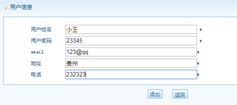 用户信息
用户姓名 小王 *
用户密码 23345 *
email 123@qq *
地址 贵州 *
电话 232323 *
添加 返回